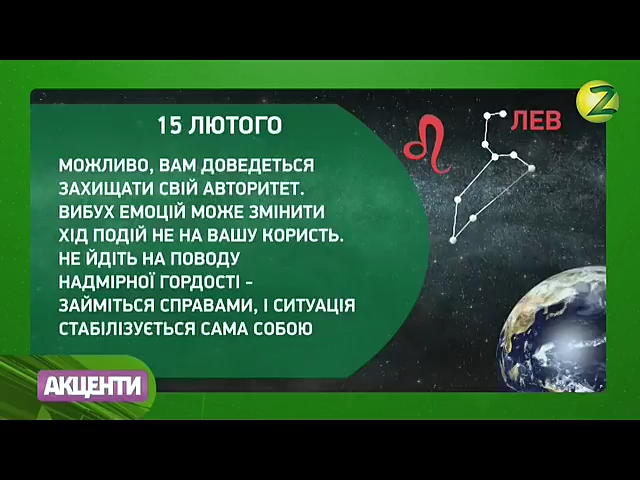 15 ЛЮТОГО
МОЖЛИВО, ВАМ ДОВЕДЕТЬСЯ
ЗАХИЩАТИ СВІЙ АВТОРИТЕТ.
ВИБУХ ЕМОЦІЙ МОЖЕ ЗМІНИТИ
ХІД ПОДІЙ НЕ НА ВАШУ КОРИСТЬ.
НЕ ЙДІТЬ НА ПОВОДУ
НАДМІРНОЇ ГОРДОСТІ -
ЗАЙМІТЬСЯ СПРАВАМИ, І СИТУАЦІЯ
СТАБІЛІЗУЄТЬСЯ САМА СОБОЮ
ЛЕВ
Z
АКЦЕНТИ